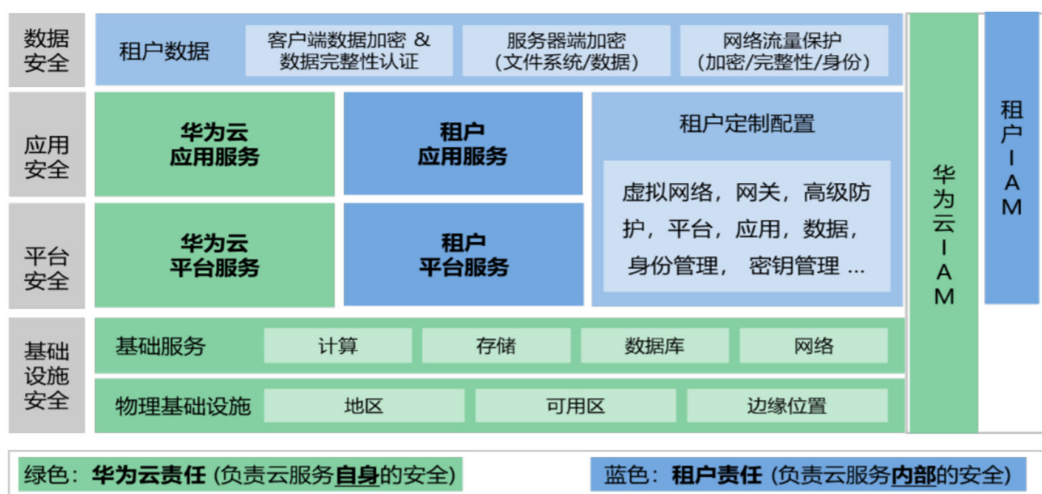 数据
安全
租户数据
客户端数据加密 &
数据完整性认证
服务器端加密
(文件系统/数据)
网络流量保护
(加密/完整性/身份)
应用
安全
华为云
应用服务
租户
应用服务
租户定制配置
虚拟网络，网关，高级防
护，平台，应用，数据，
身份管理， 密钥管理 ...
平台
安全
华为云
平台服务
租户
平台服务
基础
设施
安全
基础服务
计算
存储
数据库
网络
物理基础设施
地区
可用区
边缘位置
华为云IAM
租户IAM
绿色：华为云责任 (负责云服务自身的安全)
蓝色：租户责任 (负责云服务内部的安全)